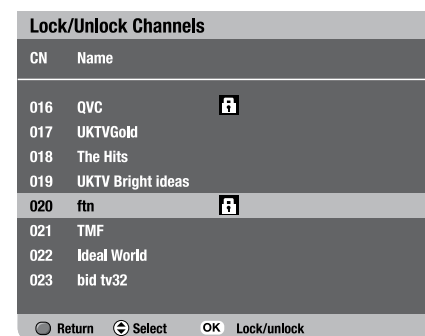 Lock/Unlock Channels
CN Name
016 QVC
017 UKTVGold
018 The Hits
019 UKTV Bright ideas
020 ftn
021 TMF
022 Ideal World
023 bid tv32
Return Select OK Lock/unlock